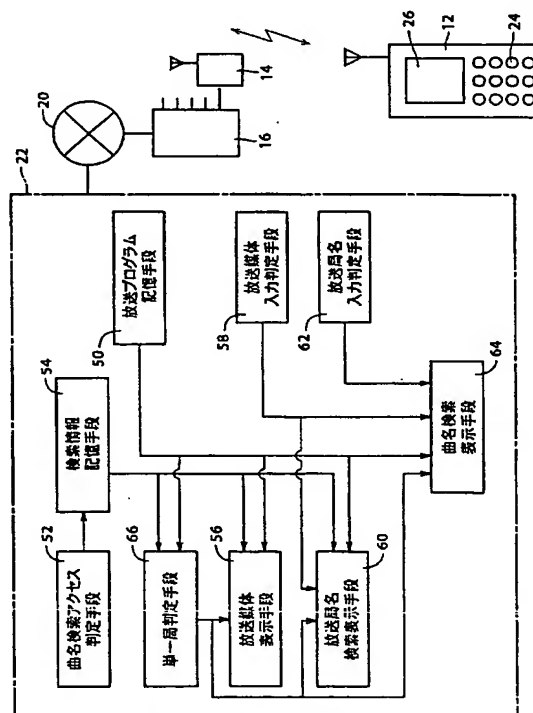 52
曲名検索アクセス
判定手段
54
検索情報
記憶手段
22
20
50
放送プログラム
記憶手段
66
単一局判定手段
56
放送媒体
表示手段
58
放送媒体
入力判定手段
16
14
60
放送局名
検索表示手段
62
放送局名
入力判定手段
64
曲名検索
表示手段
26
12
24